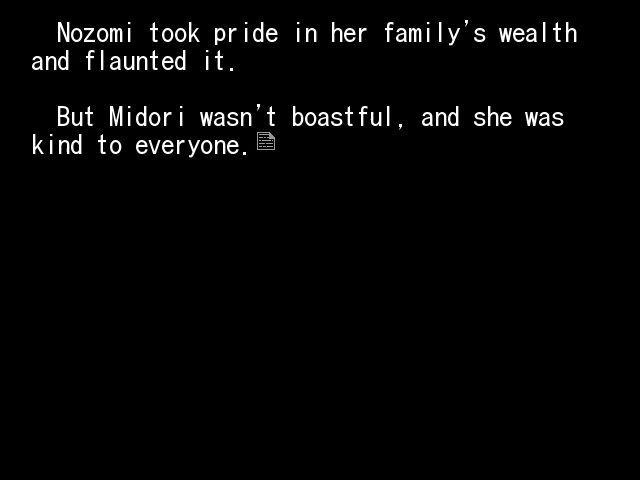 Nozomi took pride in her family's wealth
and flaunted it.
But Midori wasn't boastful, and she was
kind to everyone.